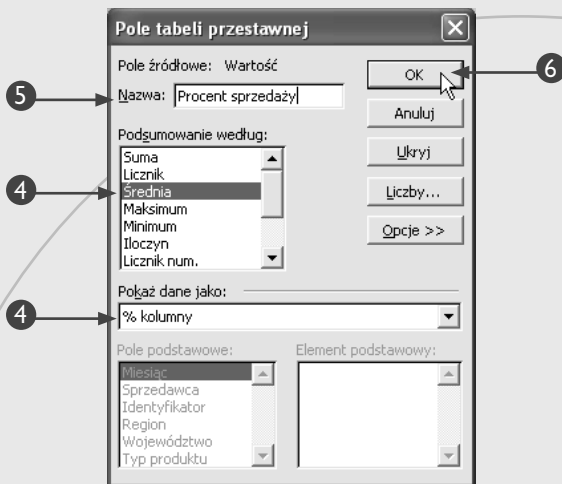 Pole tabeli przestawnej
Pole źródłowe: Wartość
OK
6
5
Nazwa: Procent sprzedaży
Anuluj
Podsumowanie według:
Ukryj
Suma
Licznik
4
Średnia
Liczby...
Maksimum
Minimum
Opcje >>
Iloczyn
Licznik num.
Pokaż dane jako:
4
% kolumny
Pole podstawowe:
Element podstawowy:
Miesiąc
Sprzedawca
Identyfikator
Region
Województwo
Typ produktu